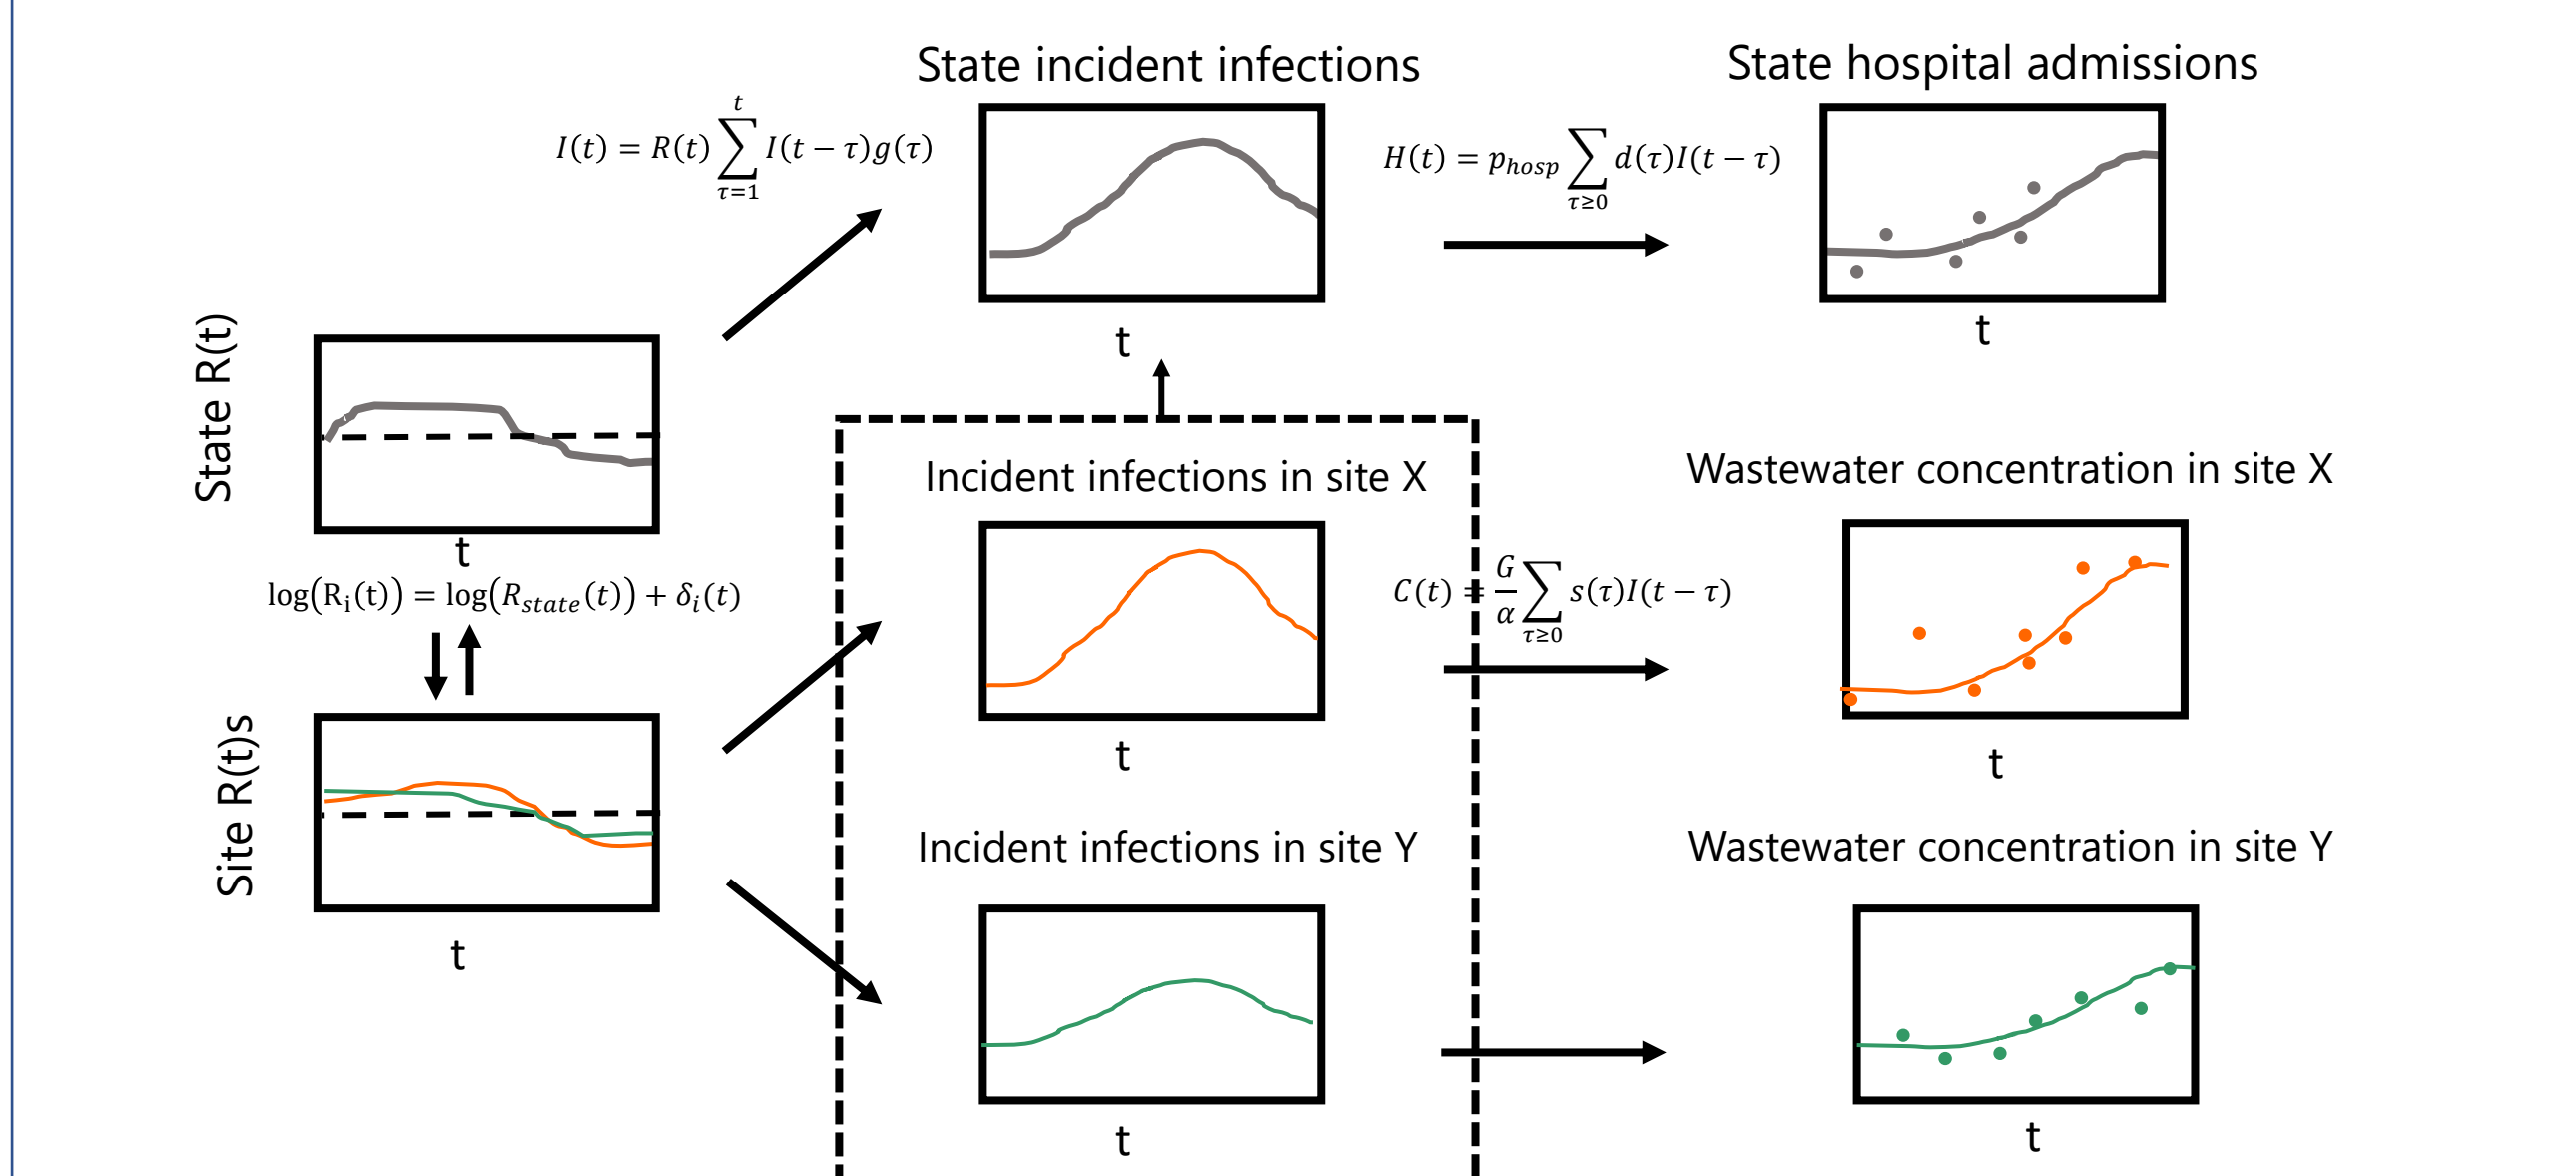 State incident infections
State hospital admissions
I(t) = R(t) ∑_{τ=1}^{t} I(t − τ)g(τ)
H(t) = p_{hosp} ∑_{τ≥0} d(τ)I(t − τ)
t
t
State R(t)
t
log(R_i(t)) = log(R_{state}(t)) + δ_i(t)
Incident infections in site X
Wastewater concentration in site X
C(t) = G/α ∑_{τ≥0} s(τ)I(t − τ)
t
t
Site R(t)s
t
Incident infections in site Y
Wastewater concentration in site Y
t
t